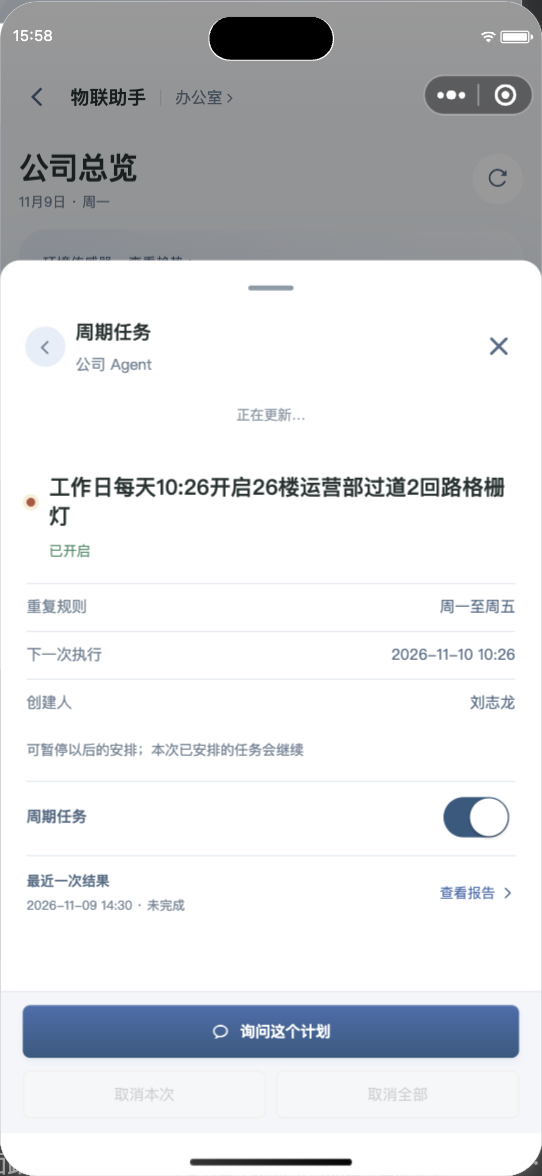 15:58
物联助手
办公室 ›
公司总览
11月9日 · 周一
周期任务
公司 Agent
正在更新...
工作日每天10:26开启26楼运营部过道2回路格栅
灯
已开启
重复规则
周一至周五
下一次执行
2026-11-10 10:26
创建人
刘志龙
可暂停以后的安排；本次已安排的任务会继续
周期任务
最近一次结果
2026-11-09 14:30 · 未完成
查看报告
询问这个计划
取消本次
取消全部